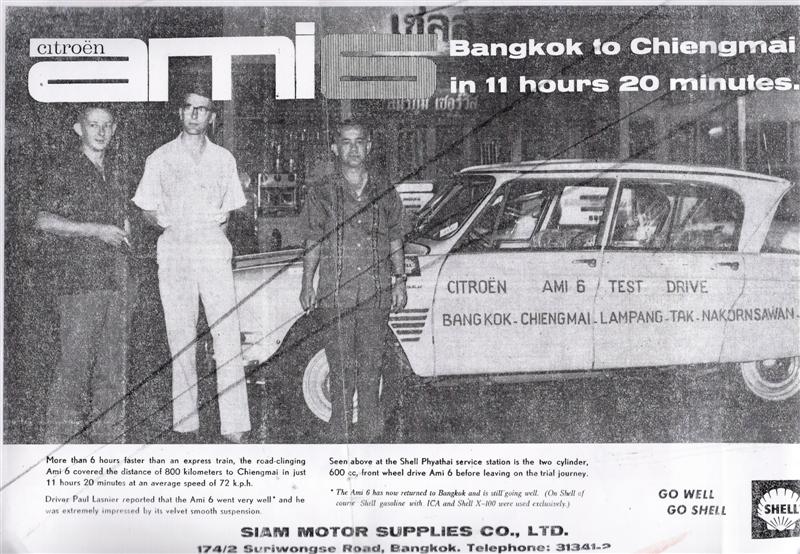 citroën
ami6
เชลล์
Bangkok to Chiengmai
in 11 hours 20 minutes.
CITROËN AMI 6 TEST DRIVE
BANGKOK-CHIENGMAI-LAMPANG-TAK-NAKORNSAWAN-
More than 6 hours faster than an express train, the road-clinging
Ami 6 covered the distance of 800 kilometers to Chiengmai in just
11 hours 20 minutes at an average speed of 72 k.p.h.
Driver Paul Lasnier reported that the Ami 6 went very well* and he
was extremely impressed by its velvet smooth suspension.
Seen above at the Shell Phyathai service station is the two cylinder,
600 cc, front wheel drive Ami 6 before leaving on the trial journey.
* The Ami 6 has now returned to Bangkok and is still going well. (On Shell of
course Shell gasoline with ICA and Shell X-100 were used exclusively.)
GO WELL
GO SHELL
SHELL
SIAM MOTOR SUPPLIES CO., LTD.
174/2 Suriwongse Road, Bangkok. Telephone: 31341-2